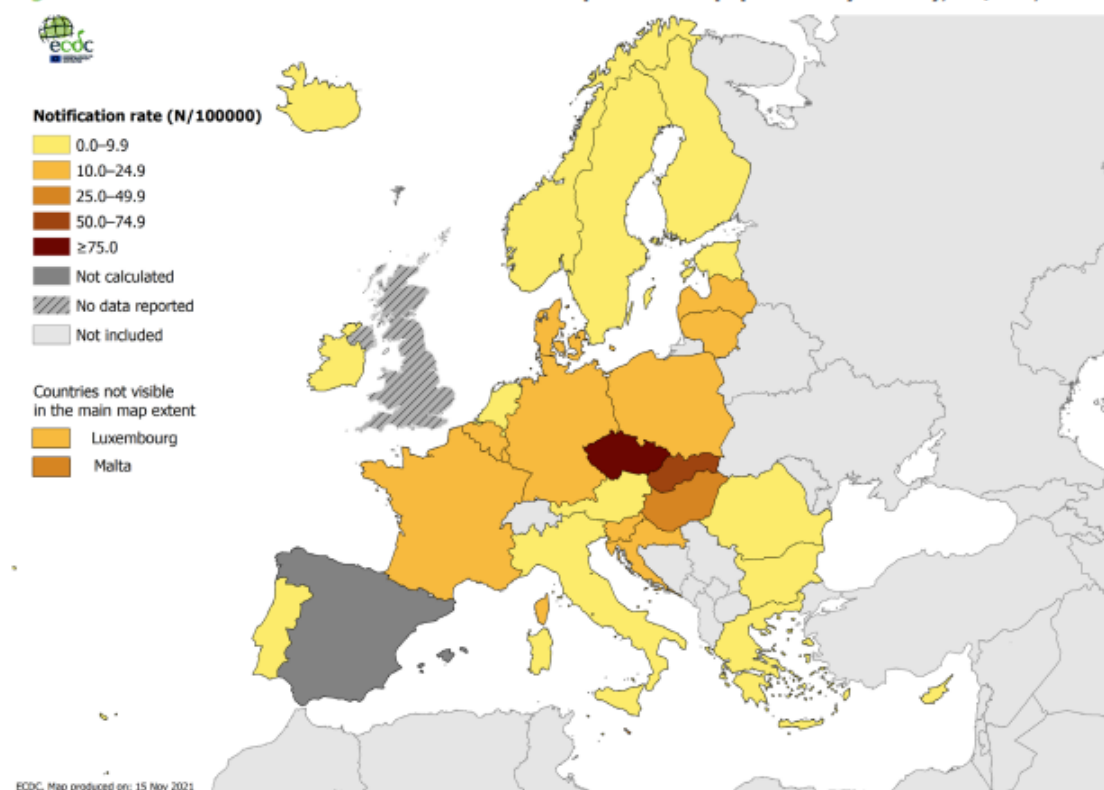 ecdc
Notification rate (N/100000)
0.0–9.9
10.0–24.9
25.0–49.9
50.0–74.9
≥75.0
Not calculated
No data reported
Not included
Countries not visible
in the main map extent
Luxembourg
Malta
ECDC. Map produced on: 15 Nov 2021